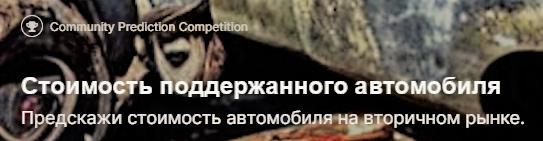 Community Prediction Competition
Стоимость поддержанного автомобиля
Предскажи стоимость автомобиля на вторичном рынке.